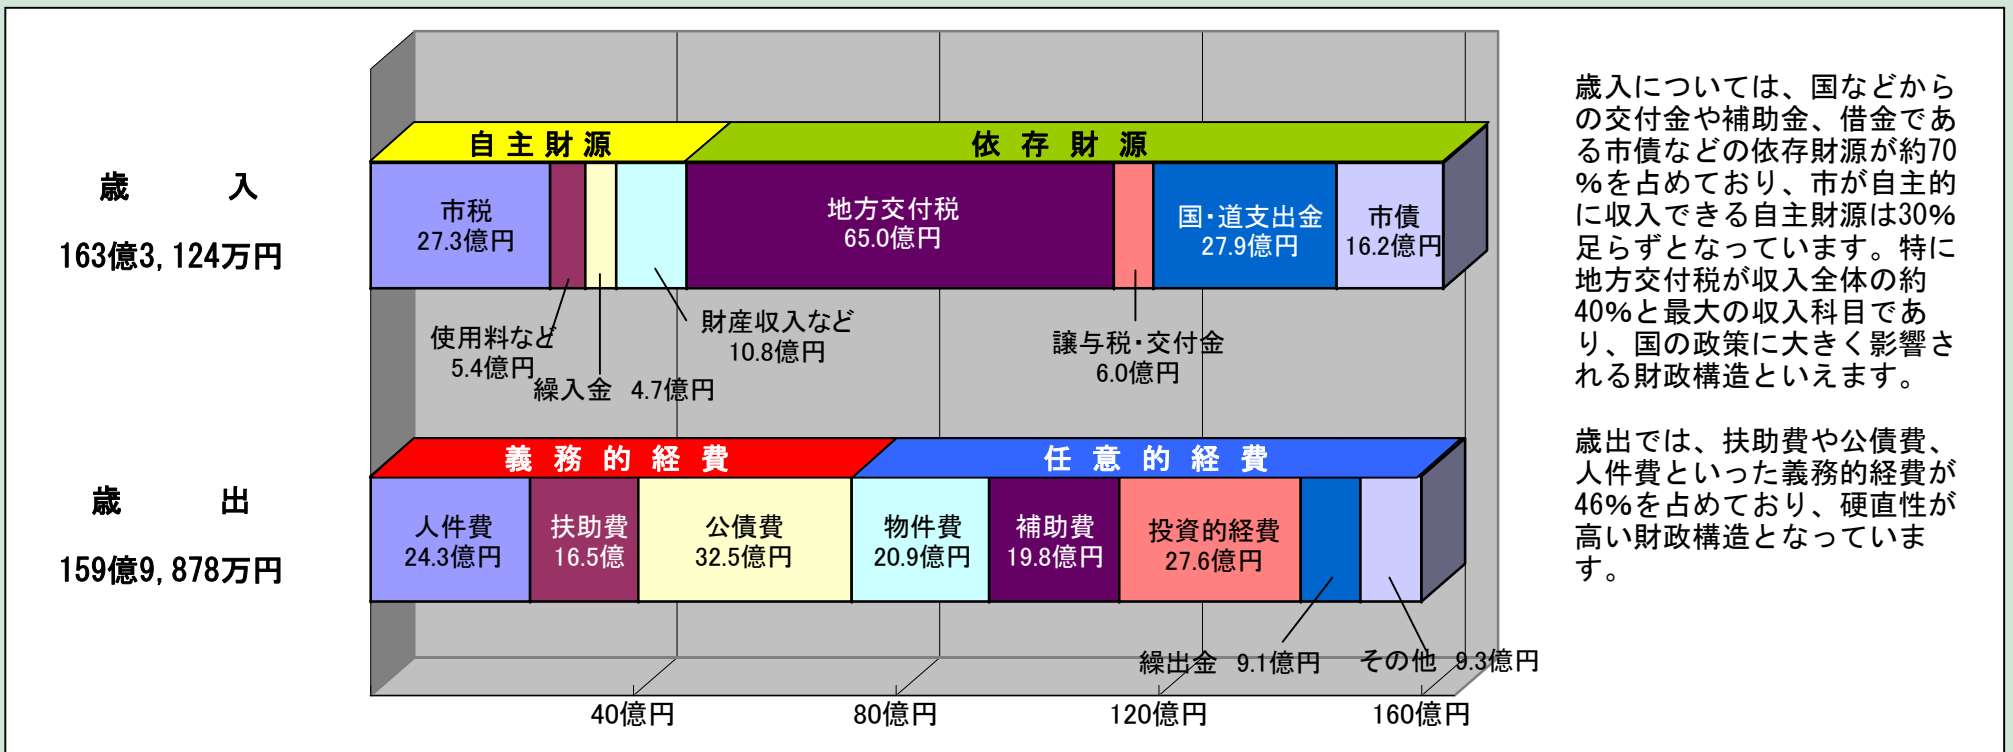 自主財源
依存財源
歳　入
163億3,124万円
市税
27.3億円
地方交付税
65.0億円
国・道支出金
27.9億円
市債
16.2億円
使用料など
5.4億円
繰入金 4.7億円
財産収入など
10.8億円
譲与税・交付金
6.0億円
義務的経費
任意的経費
歳　出
159億9,878万円
人件費
24.3億円
扶助費
16.5億
公債費
32.5億円
物件費
20.9億円
補助費
19.8億円
投資的経費
27.6億円
繰出金 9.1億円
その他 9.3億円
40億円
80億円
120億円
160億円
歳入については、国などから
の交付金や補助金、借金であ
る市債などの依存財源が約70
%を占めており、市が自主的
に収入できる自主財源は30%
足らずとなっています。特に
地方交付税が収入全体の約
40%と最大の収入科目であ
り、国の政策に大きく影響さ
れる財政構造といえます。
歳出では、扶助費や公債費、
人件費といった義務的経費が
46%を占めており、硬直性が
高い財政構造となっていま
す。